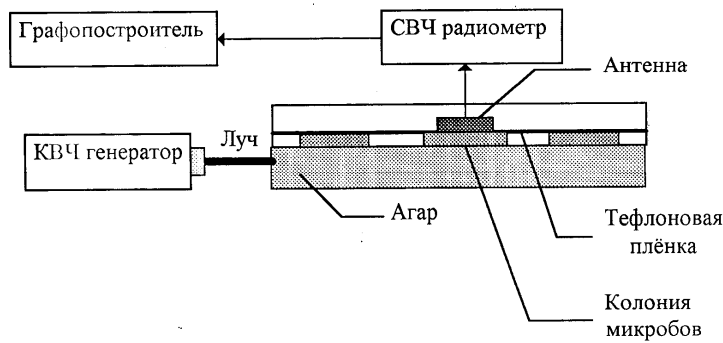 Графопостроитель
СВЧ радиометр
Антенна
КВЧ генератор
Луч
Агар
Тефлоновая
плёнка
Колония
микробов